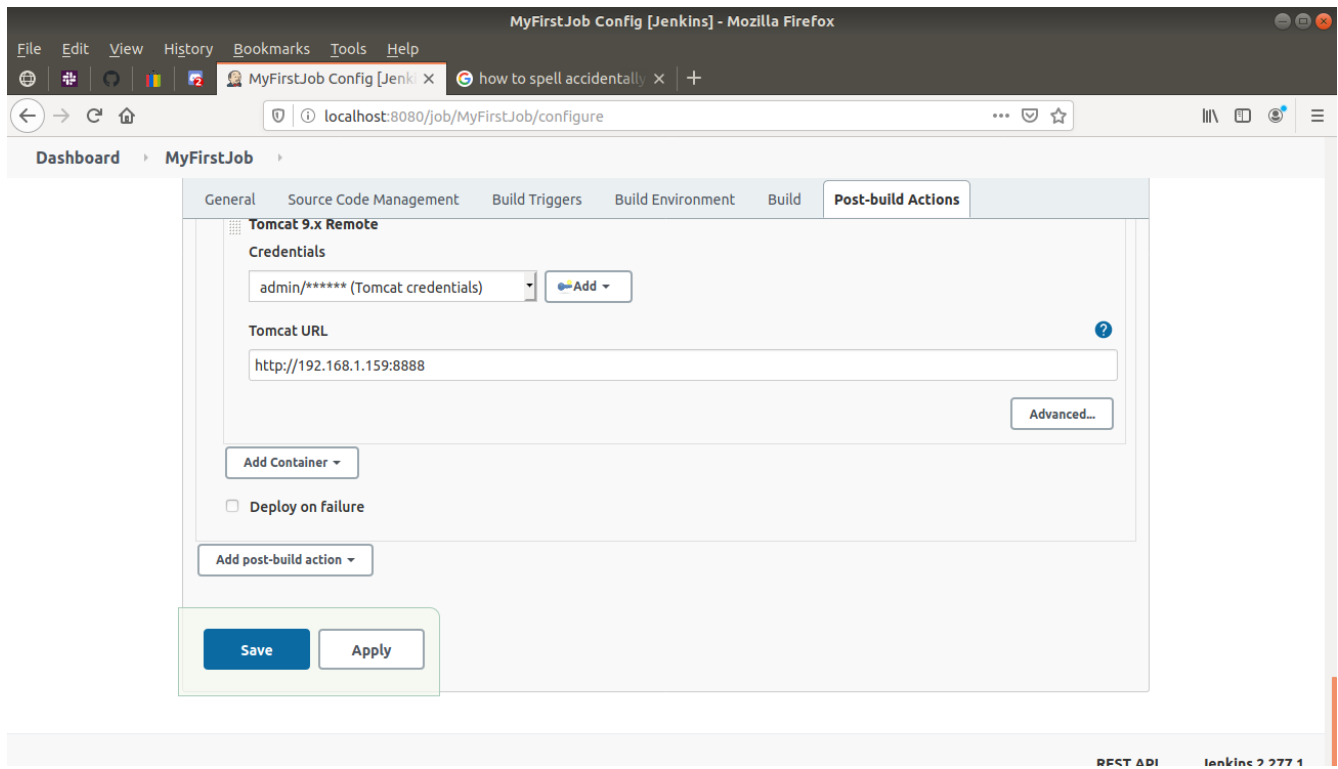 MyFirstJob Config [Jenkins] - Mozilla Firefox
File Edit View History Bookmarks Tools Help
MyFirstJob Config [Jenki how to spell accidentally
localhost:8080/job/MyFirstJob/configure
Dashboard MyFirstJob
General Source Code Management Build Triggers Build Environment Build Post-build Actions
Tomcat 9.x Remote
Credentials
admin/****** (Tomcat credentials) Add
Tomcat URL
?
http://192.168.1.159:8888
Advanced...
Add Container
Deploy on failure
Add post-build action
Save Apply
REST API Jenkins 2.277.1